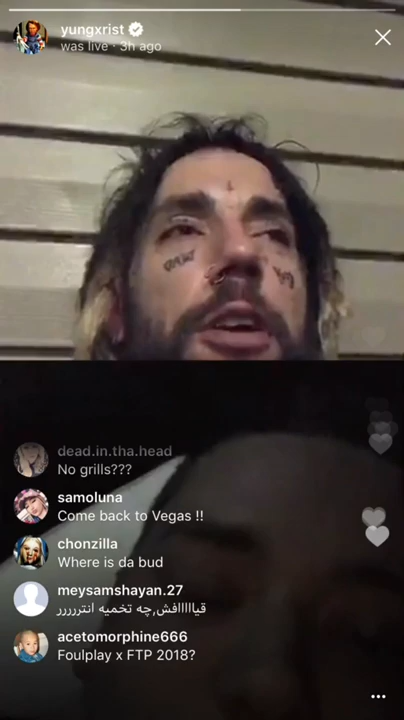 yungxrist
was live · 3h ago
dead.in.tha.head
No grills???
samoluna
Come back to Vegas !!
chonzilla
Where is da bud
meysamshayan.27
قیااااافش,چه تخمیه انترررر
acetomorphine666
Foulplay x FTP 2018?